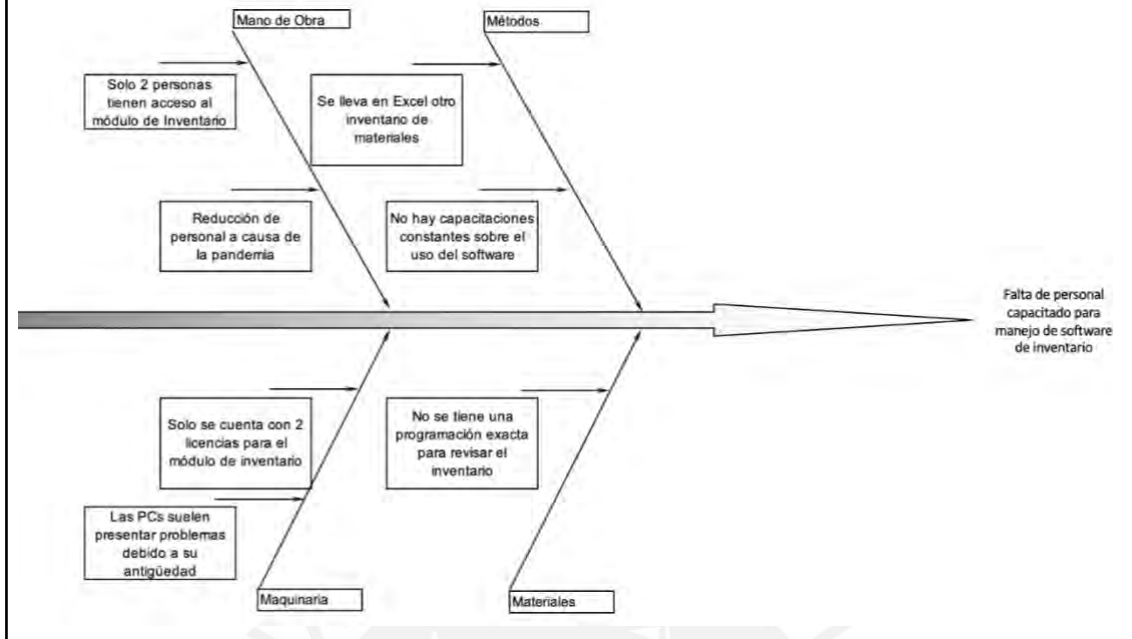 Mano de Obra
Métodos
Solo 2 personas
tienen acceso al
módulo de Inventario
Se lleva en Excel otro
inventario de
materiales
Reducción de
personal a causa de
la pandemia
No hay capacitaciones
constantes sobre el
uso del software
Falta de personal
capacitado para
manejo de software
de inventario
Solo se cuenta con 2
licencias para el
módulo de inventario
No se tiene una
programación exacta
para revisar el
inventario
Las PCs suelen
presentar problemas
debido a su
antigüedad
Maquinaria
Materiales